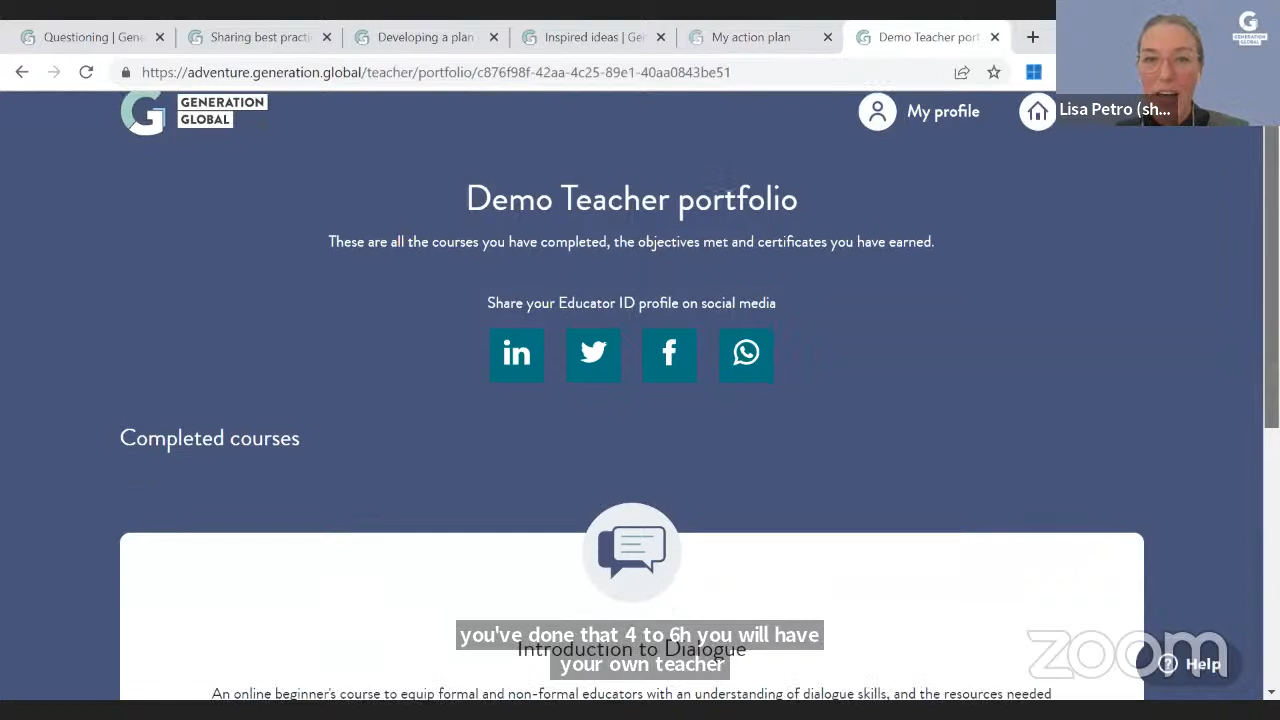 Questioning | Gene
Sharing best practi
Developing a plan
Inspired ideas | Ge
My action plan
Demo Teacher port
https://adventure.generation.global/teacher/portfolio/c876f98f-42aa-4c25-89e1-40aa0843be51
G
GENERATION
GLOBAL
Lisa Petro (sh...
GENERATION
GLOBAL
My profile
Demo Teacher portfolio
These are all the courses you have completed, the objectives met and certificates you have earned.
Share your Educator ID profile on social media
in
f
Completed courses
you've done that 4 to 6h you will have
Introduction to Dialogue
your own teacher
zoom
? Help
An online beginner's course to equip formal and non-formal educators with an understanding of dialogue skills, and the resources needed